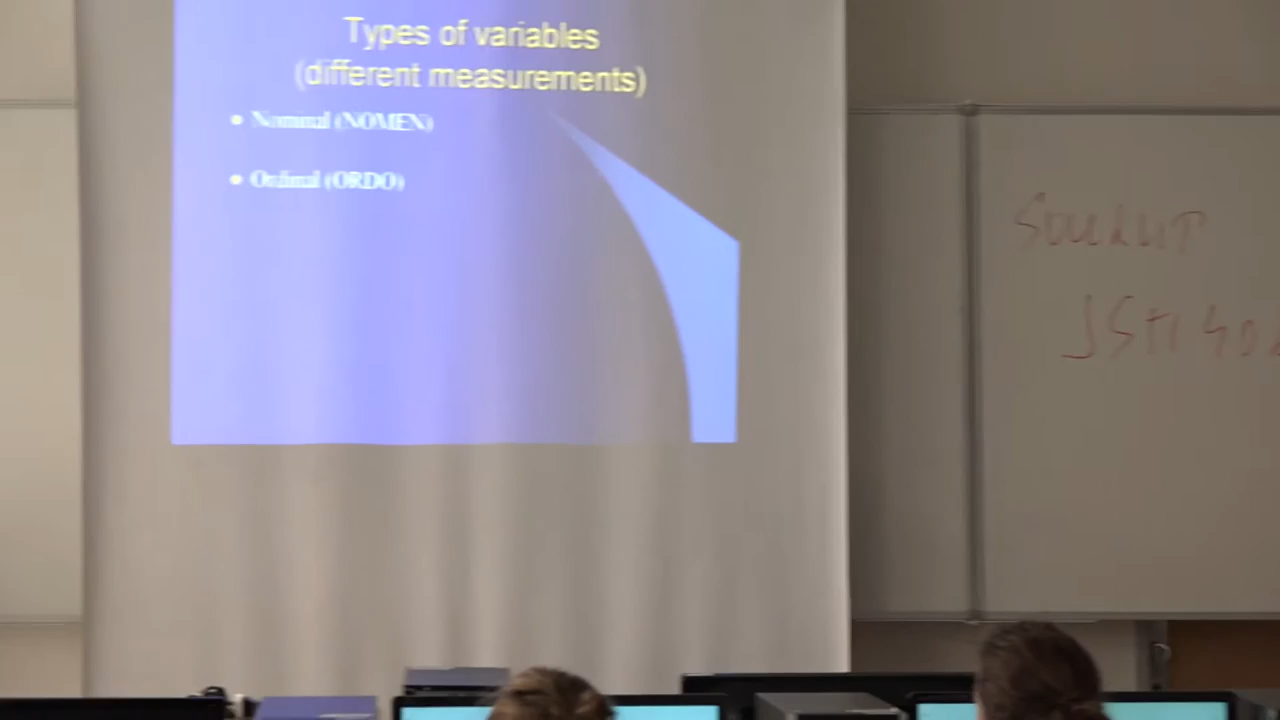 Types of variables
(different measurements)
• Nominal (NOMEN)
• Ordinal (ORDO)